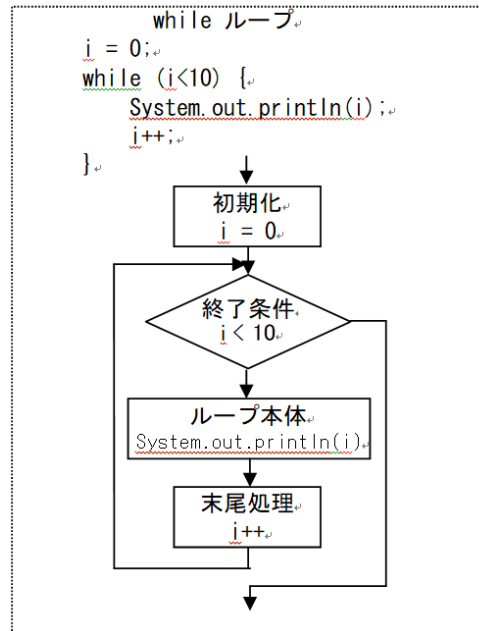 while ループ
i = 0;
while (i<10) {
System.out.println(i);
i++;
}
初期化
i = 0
終了条件
i < 10
ループ本体
System.out.println(i)
末尾処理
i++